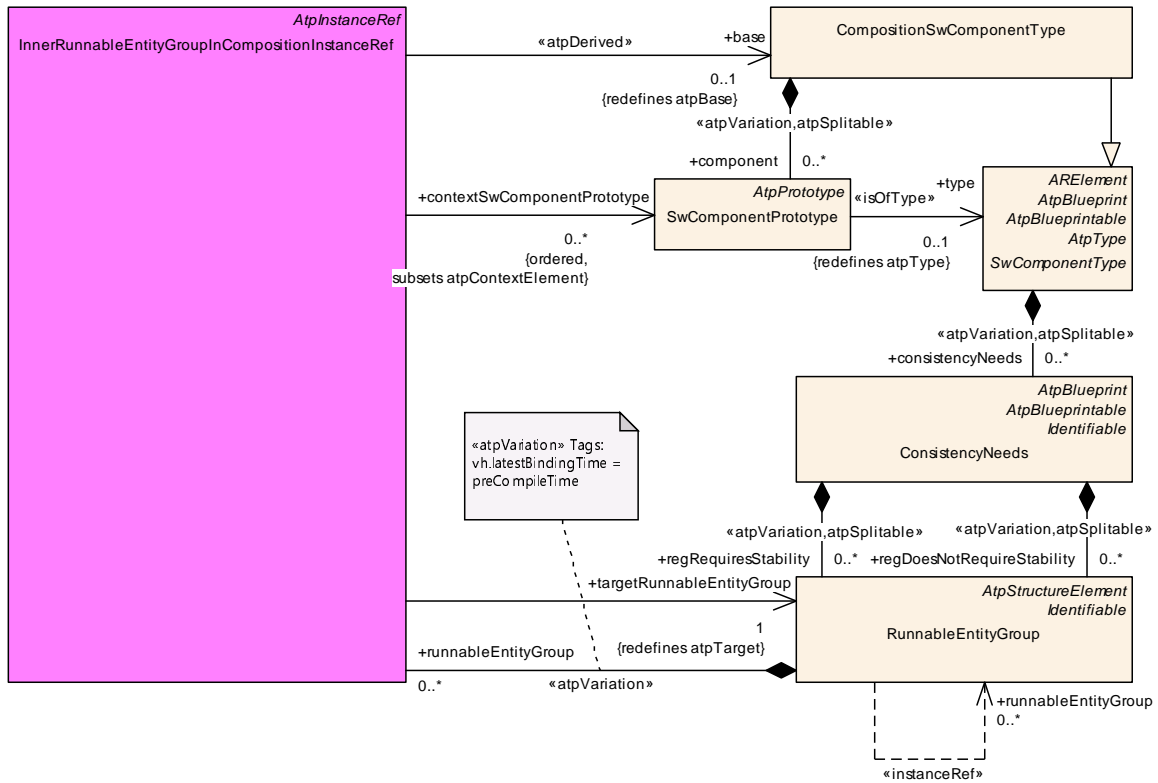 AtpInstanceRef
InnerRunnableEntityGroupInCompositionInstanceRef
CompositionSwComponentType
«atpDerived»
+base
0..1
{redefines atpBase}
«atpVariation,atpSplitable»
+component
0..*
AtpPrototype
SwComponentPrototype
+contextSwComponentPrototype
0..*
{ordered,
subsets atpContextElement}
«isOfType»
+type
0..1
{redefines atpType}
ARElement
AtpBlueprint
AtpBlueprintable
AtpType
SwComponentType
«atpVariation,atpSplitable»
+consistencyNeeds
0..*
AtpBlueprint
AtpBlueprintable
Identifiable
ConsistencyNeeds
«atpVariation» Tags:
vh.latestBindingTime =
preCompileTime
«atpVariation,atpSplitable»
+regRequiresStability
0..*
«atpVariation,atpSplitable»
+regDoesNotRequireStability
0..*
+targetRunnableEntityGroup
1
{redefines atpTarget}
AtpStructureElement
Identifiable
RunnableEntityGroup
+runnableEntityGroup
0..*
«atpVariation»
+runnableEntityGroup
0..*
«instanceRef»